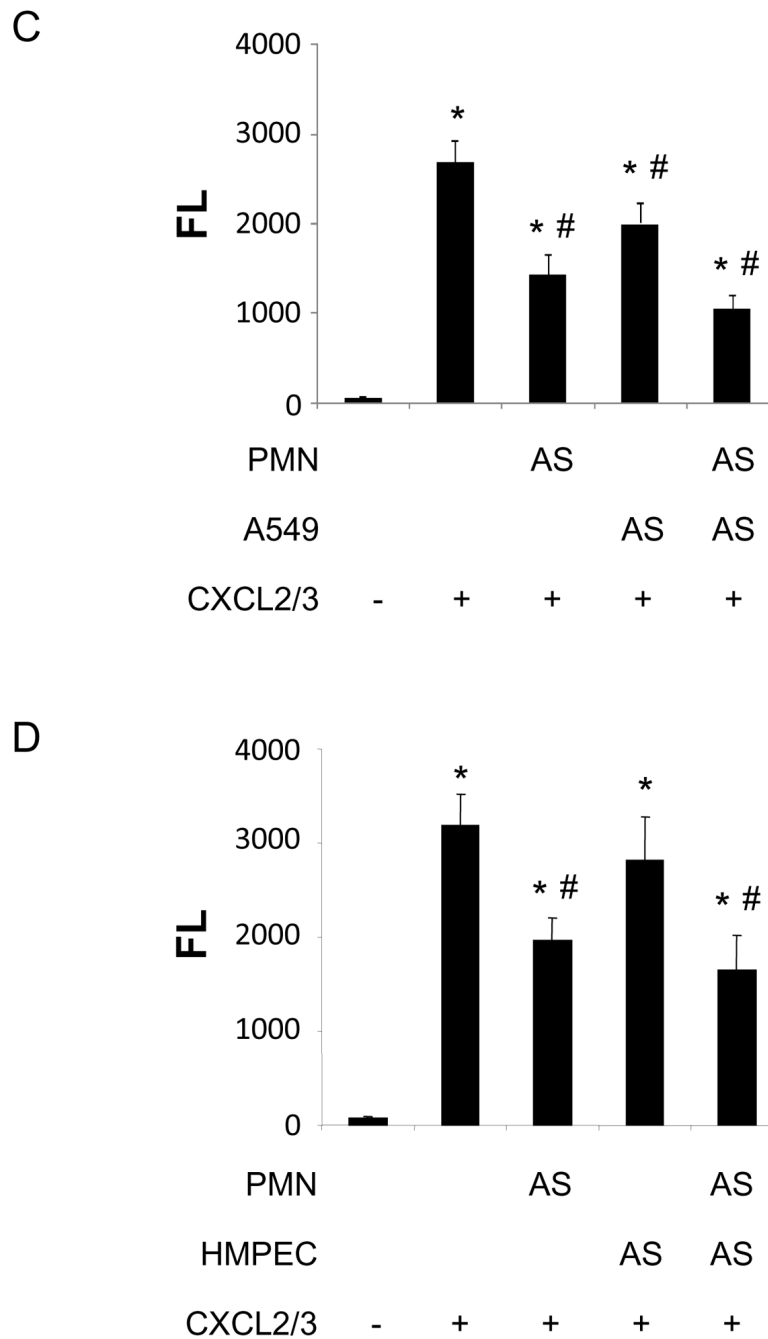 C
4000
*
3000
* #
FL
2000
* #
* #
1000
0
PMN AS AS
A549 AS AS
CXCL2/3 - + + + +
D
4000
*
*
3000
* #
* #
FL
2000
1000
0
PMN AS AS
HMPEC AS AS
CXCL2/3 - + + + +